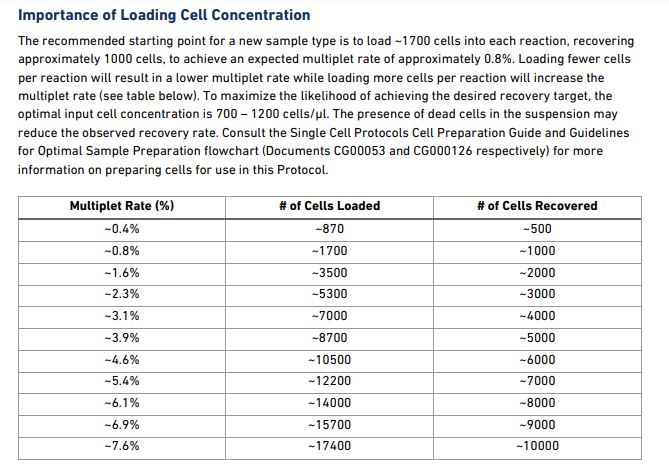 Importance of Loading Cell Concentration
The recommended starting point for a new sample type is to load ~1700 cells into each reaction, recovering
approximately 1000 cells, to achieve an expected multiplet rate of approximately 0.8%. Loading fewer cells
per reaction will result in a lower multiplet rate while loading more cells per reaction will increase the
multiplet rate (see table below). To maximize the likelihood of achieving the desired recovery target, the
optimal input cell concentration is 700 – 1200 cells/µl. The presence of dead cells in the suspension may
reduce the observed recovery rate. Consult the Single Cell Protocols Cell Preparation Guide and Guidelines
for Optimal Sample Preparation flowchart (Documents CG00053 and CG000126 respectively) for more
information on preparing cells for use in this Protocol.
Multiplet Rate (%) # of Cells Loaded # of Cells Recovered
~0.4% ~870 ~500
~0.8% ~1700 ~1000
~1.6% ~3500 ~2000
~2.3% ~5300 ~3000
~3.1% ~7000 ~4000
~3.9% ~8700 ~5000
~4.6% ~10500 ~6000
~5.4% ~12200 ~7000
~6.1% ~14000 ~8000
~6.9% ~15700 ~9000
~7.6% ~17400 ~10000